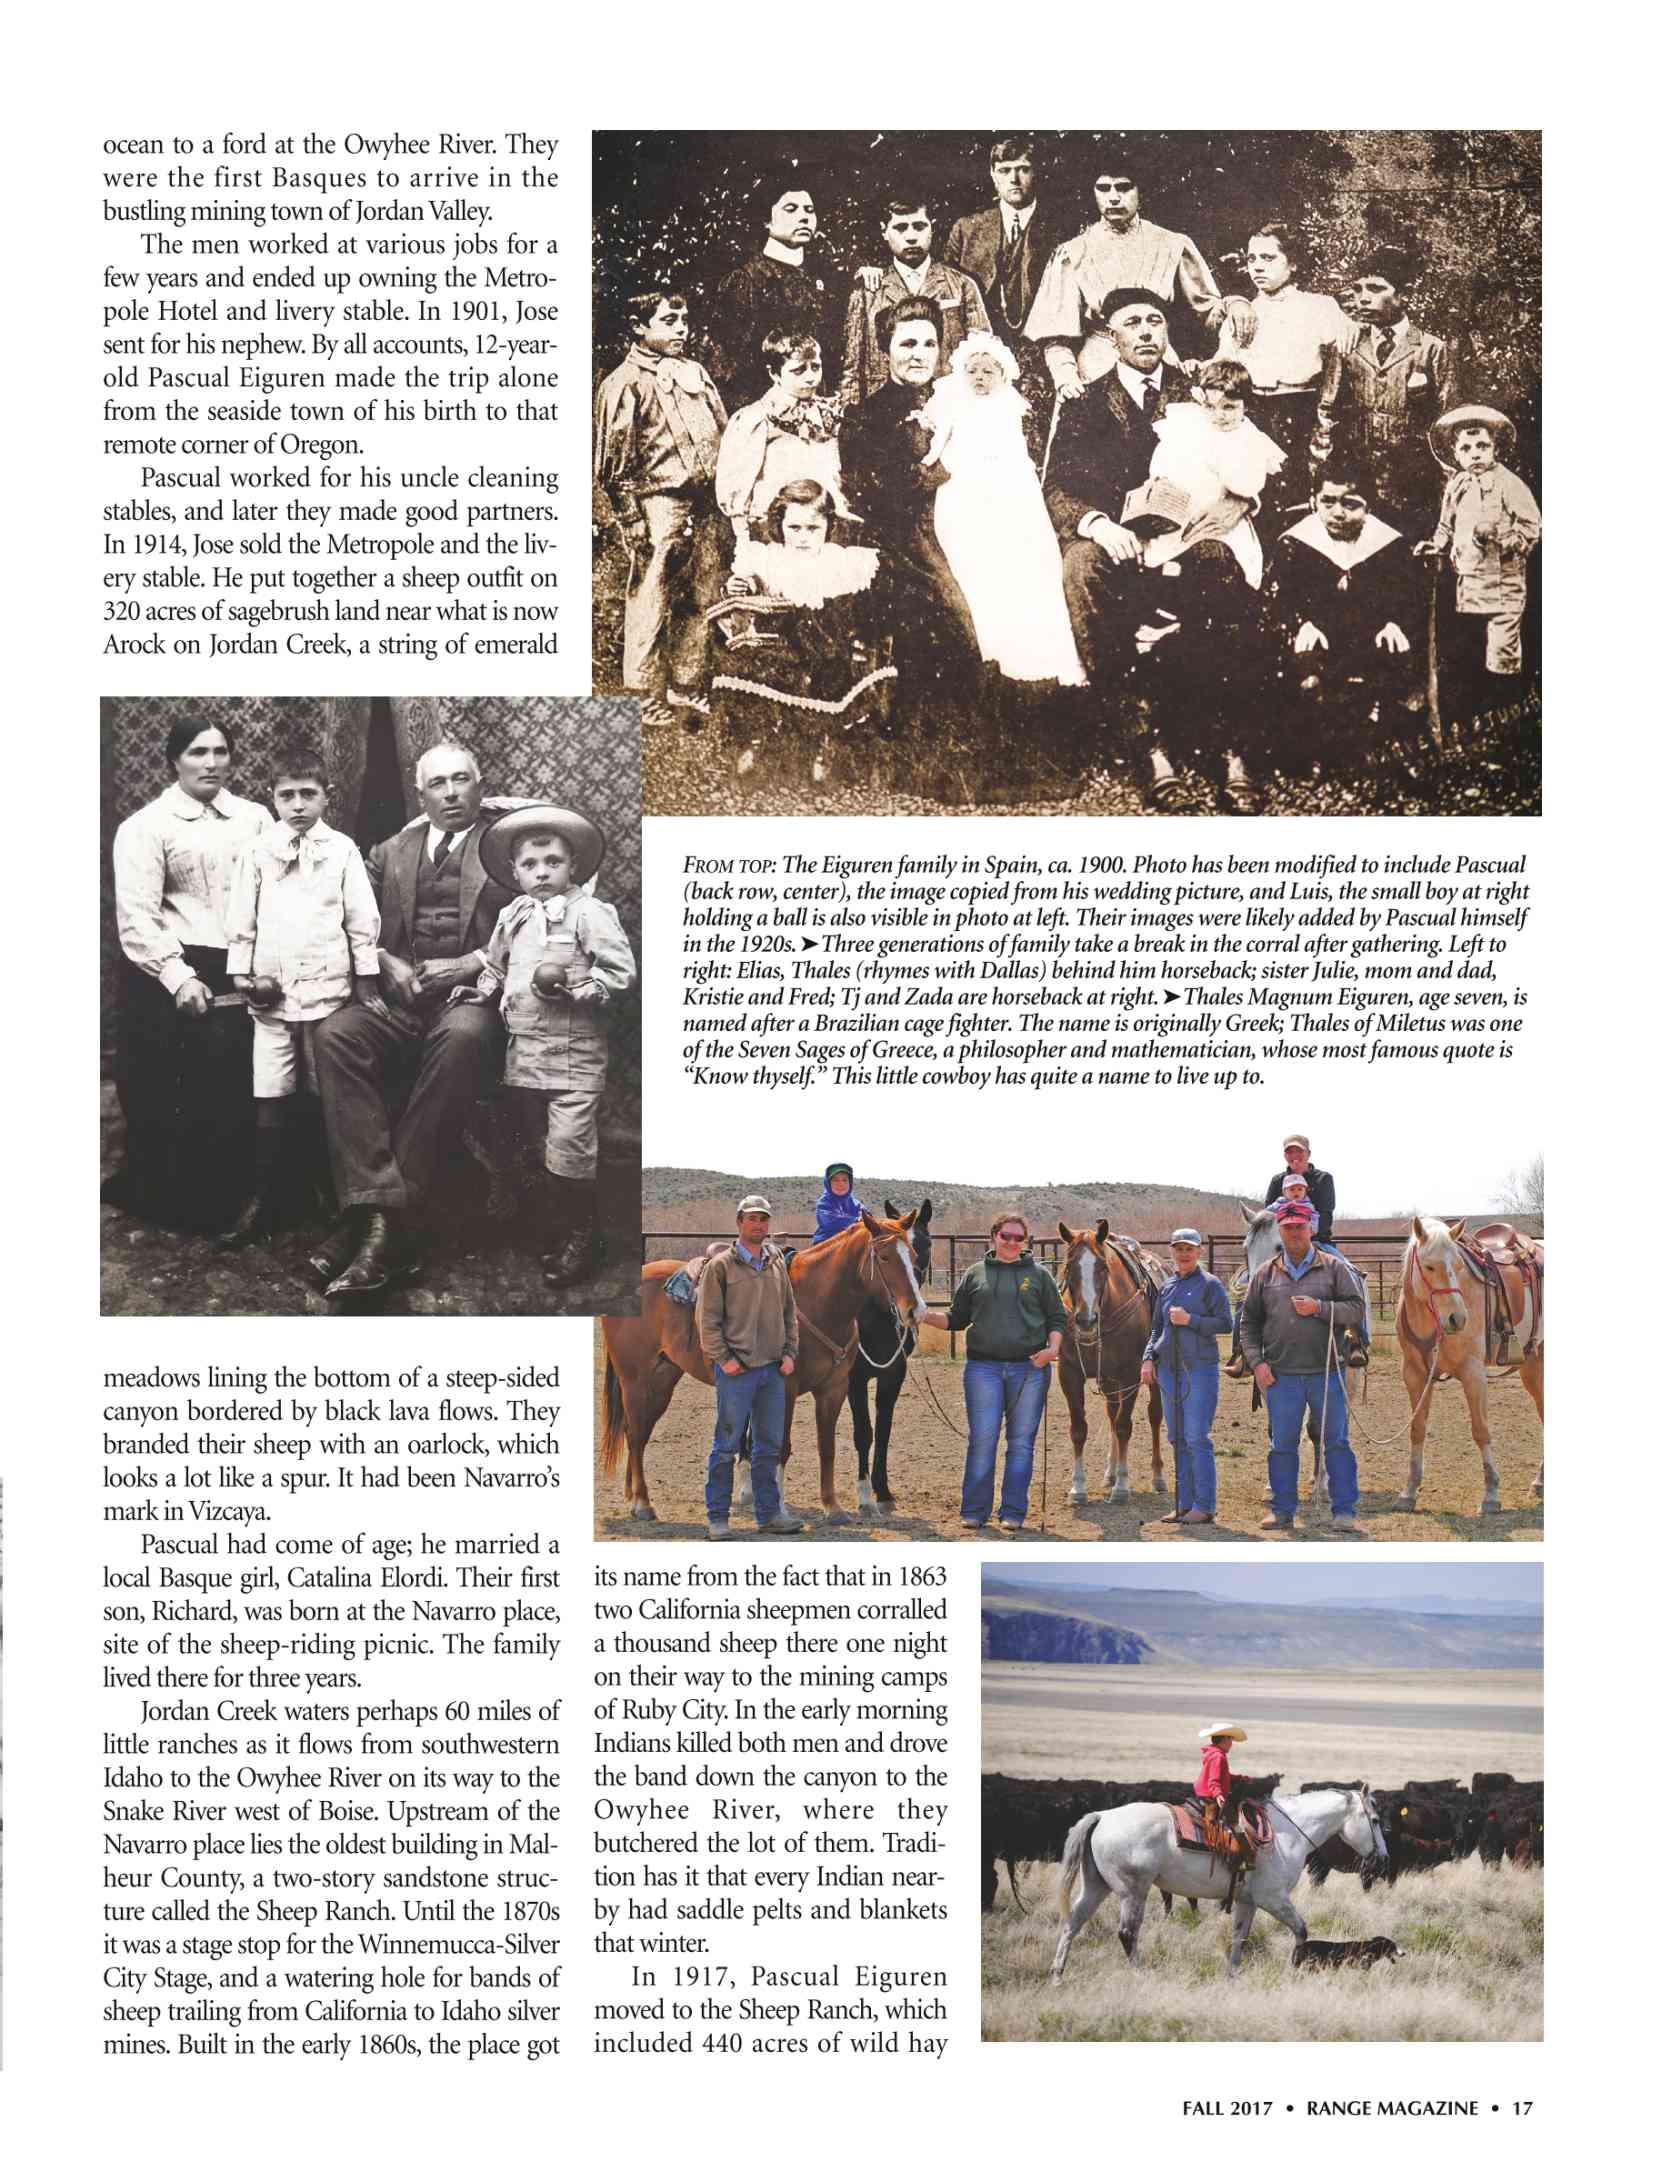 ocean to a ford at the Owyhee River. They
were the first Basques to arrive in the
bustling mining town of Jordan Valley.
The men worked at various jobs for a
few years and ended up owning the Metro-
pole Hotel and livery stable. In 1901, Jose
sent for his nephew. By all accounts, 12-year-
old Pascual Eiguren made the trip alone
from the seaside town of his birth to that
remote corner of Oregon.
Pascual worked for his uncle cleaning
stables, and later they made good partners.
In 1914, Jose sold the Metropole and the liv-
ery stable. He put together a sheep outfit on
320 acres of sagebrush land near what is now
Arock on Jordan Creek, a string of emerald
FROM TOP: The Eiguren family in Spain, ca. 1900. Photo has been modified to include Pascual
(back row, center), the image copied from his wedding picture, and Luis, the small boy at right
holding a ball is also visible in photo at left. Their images were likely added by Pascual himself
in the 1920s. ➤ Three generations of family take a break in the corral after gathering. Left to
right: Elias, Thales (rhymes with Dallas) behind him horseback; sister Julie, mom and dad,
Kristie and Fred; Tj and Zada are horseback at right. ➤ Thales Magnum Eiguren, age seven, is
named after a Brazilian cage fighter. The name is originally Greek; Thales of Miletus was one
of the Seven Sages of Greece, a philosopher and mathematician, whose most famous quote is
“Know thyself.” This little cowboy has quite a name to live up to.
meadows lining the bottom of a steep-sided
canyon bordered by black lava flows. They
branded their sheep with an oarlock, which
looks a lot like a spur. It had been Navarro’s
mark in Vizcaya.
Pascual had come of age; he married a
local Basque girl, Catalina Elordi. Their first
son, Richard, was born at the Navarro place,
site of the sheep-riding picnic. The family
lived there for three years.
Jordan Creek waters perhaps 60 miles of
little ranches as it flows from southwestern
Idaho to the Owyhee River on its way to the
Snake River west of Boise. Upstream of the
Navarro place lies the oldest building in Mal-
heur County, a two-story sandstone struc-
ture called the Sheep Ranch. Until the 1870s
it was a stage stop for the Winnemucca-Silver
City Stage, and a watering hole for bands of
sheep trailing from California to Idaho silver
mines. Built in the early 1860s, the place got
its name from the fact that in 1863
two California sheepmen corralled
a thousand sheep there one night
on their way to the mining camps
of Ruby City. In the early morning
Indians killed both men and drove
the band down the canyon to the
Owyhee River, where they
butchered the lot of them. Tradi-
tion has it that every Indian near-
by had saddle pelts and blankets
that winter.
In 1917, Pascual Eiguren
moved to the Sheep Ranch, which
included 440 acres of wild hay
FALL 2017 • RANGE MAGAZINE • 17